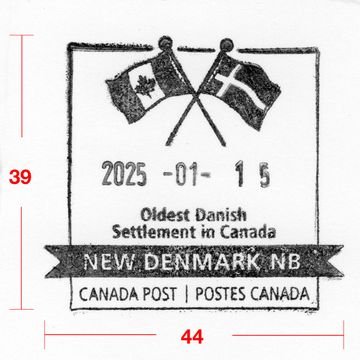 2025 -01- 15
Oldest Danish
Settlement in Canada
NEW DENMARK NB
CANADA POST | POSTES CANADA
39
44